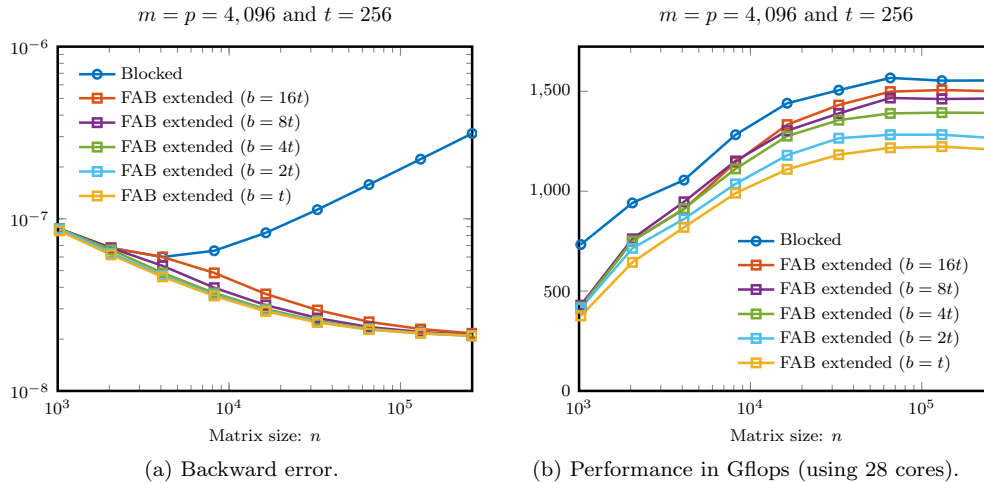 m = p = 4,096 and t = 256
10^{-6}
10^{-7}
10^{-8}
Blocked
FAB extended (b = 16t)
FAB extended (b = 8t)
FAB extended (b = 4t)
FAB extended (b = 2t)
FAB extended (b = t)
10^3
10^4
10^5
Matrix size: n
(a) Backward error.
m = p = 4,096 and t = 256
1,500
1,000
500
0
Blocked
FAB extended (b = 16t)
FAB extended (b = 8t)
FAB extended (b = 4t)
FAB extended (b = 2t)
FAB extended (b = t)
10^3
10^4
10^5
Matrix size: n
(b) Performance in Gflops (using 28 cores).